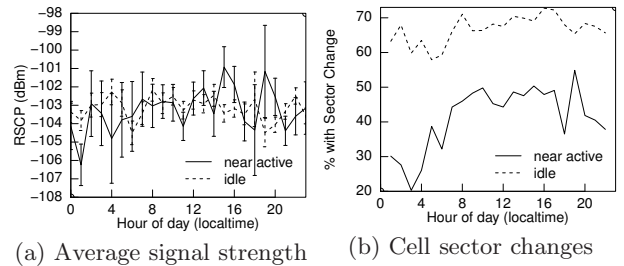 -98
-99
-100
-101
-102
-103
-104
-105
-106
-107
-108
RSCP (dBm)
0 4 8 12 16 20
Hour of day (localtime)
near active
idle
(a) Average signal strength
70
60
50
40
30
20
% with Sector Change
0 4 8 12 16 20
Hour of day (localtime)
near active
idle
(b) Cell sector changes